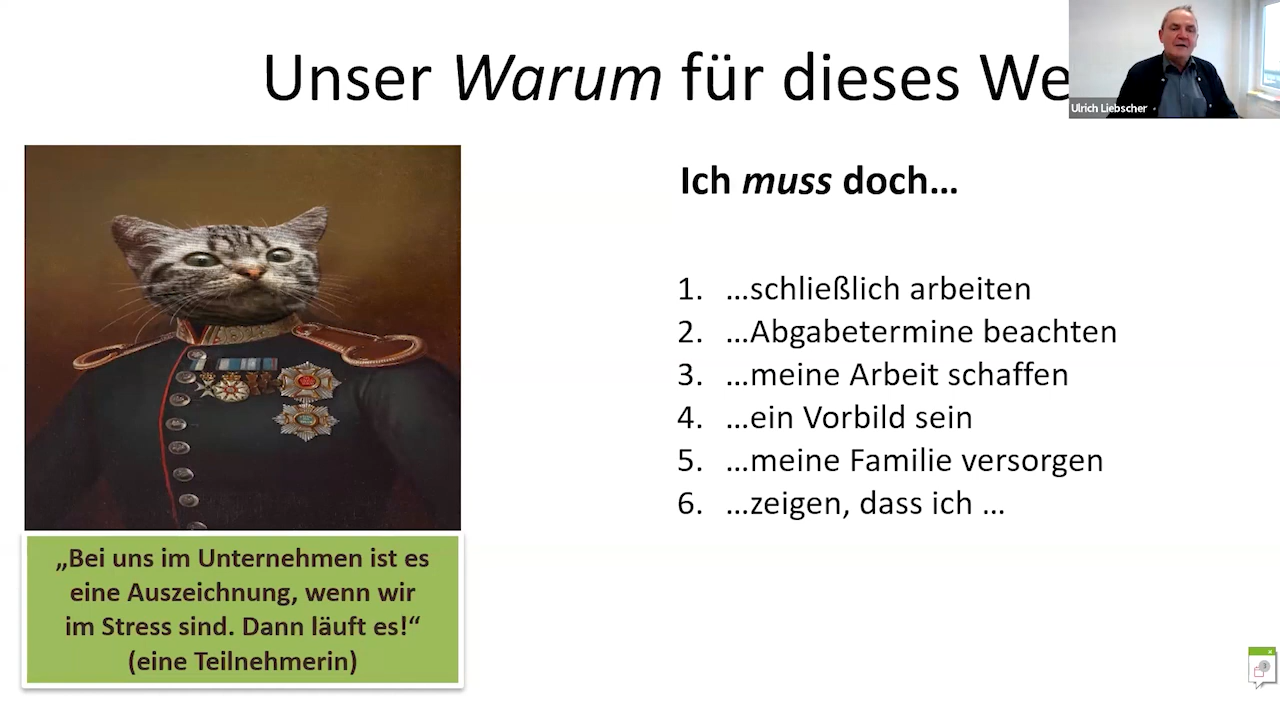 Unser Warum für dieses We
Ulrich Liebscher
Ich muss doch…
1. …schließlich arbeiten
2. …Abgabetermine beachten
3. …meine Arbeit schaffen
4. …ein Vorbild sein
5. …meine Familie versorgen
6. …zeigen, dass ich …
„Bei uns im Unternehmen ist es
eine Auszeichnung, wenn wir
im Stress sind. Dann läuft es!“
(eine Teilnehmerin)
3